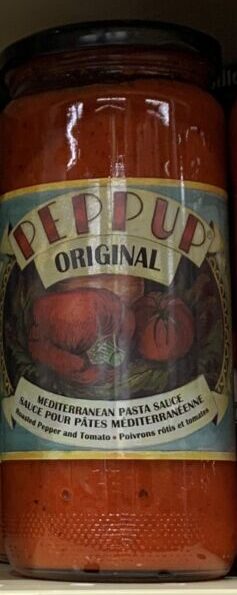 PEPPUP
ORIGINAL
MEDITERRANEAN PASTA SAUCE
SAUCE POUR PÂTES MÉDITERRANÉENNE
Roasted Pepper and Tomato • Poivrons rôtis et tomates